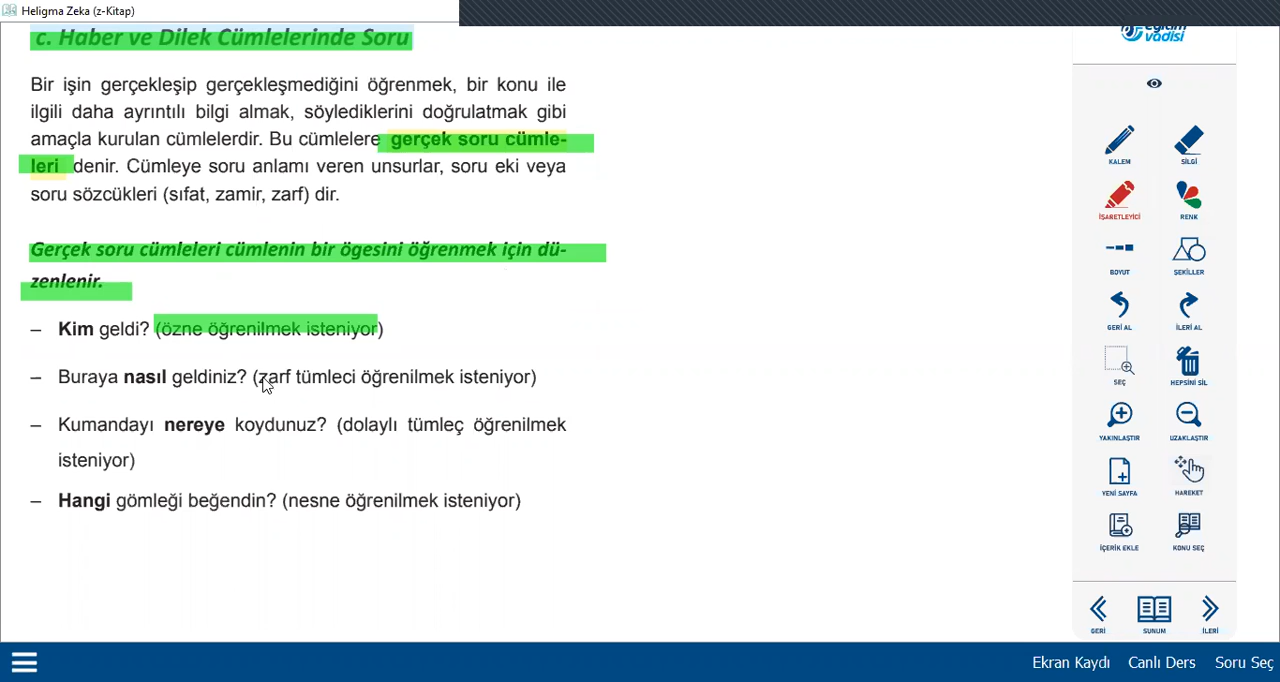 Heligma Zeka (z-Kitap)
c. Haber ve Dilek Cümlelerinde Soru
Bir işin gerçekleşip gerçekleşmediğini öğrenmek, bir konu ile
ilgili daha ayrıntılı bilgi almak, söylediklerini doğrulatmak gibi
amaçla kurulan cümlelerdir. Bu cümlelere gerçek soru cümle-
leri denir. Cümleye soru anlamı veren unsurlar, soru eki veya
soru sözcükleri (sıfat, zamir, zarf) dir.
Gerçek soru cümleleri cümlenin bir ögesini öğrenmek için dü-
zenlenir.
– Kim geldi? (özne öğrenilmek isteniyor)
– Buraya nasıl geldiniz? (zarf tümleci öğrenilmek isteniyor)
– Kumandayı nereye koydunuz? (dolaylı tümleç öğrenilmek
isteniyor)
– Hangi gömleği beğendin? (nesne öğrenilmek isteniyor)
eğitim
vadisi
KALEM SİLGİ
İŞARETLEYİCİ RENK
BOYUT ŞEKİLLER
GERİ AL İLERİ AL
SEÇ HEPSİNİ SİL
YAKINLAŞTIR UZAKLAŞTIR
YENİ SAYFA HAREKET
İÇERİK EKLE KONU SEÇ
GERİ SUNUM İLERİ
Ekran Kaydı Canlı Ders Soru Seç